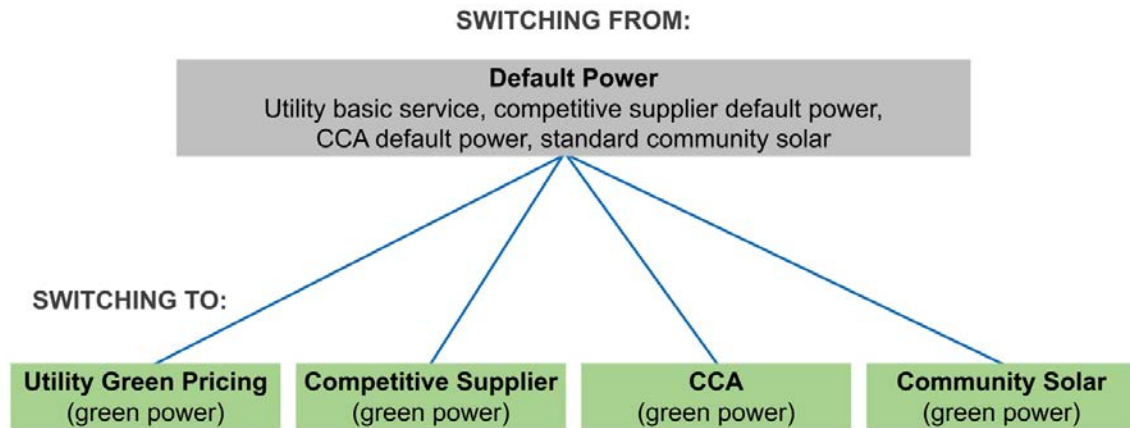 SWITCHING FROM:
Default Power
Utility basic service, competitive supplier default power,
CCA default power, standard community solar
SWITCHING TO:
Utility Green Pricing
(green power)
Competitive Supplier
(green power)
CCA
(green power)
Community Solar
(green power)